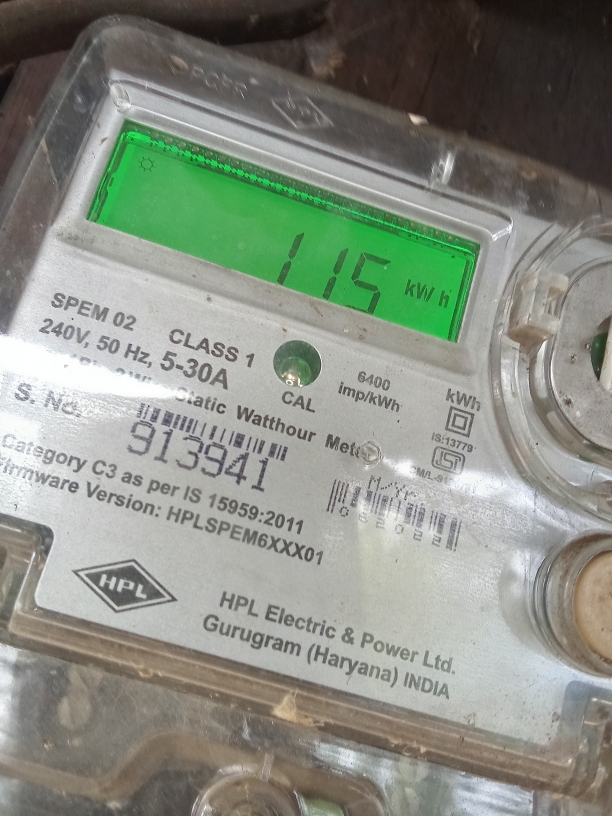 115 kWh
SPEM 02
CLASS 1
240V, 50 Hz, 5-30A
CAL
6400
imp/kWh
kWh
Static Watthour
IS:13779
S. No.
913941
M/Yr.
Category C3 as per IS 15959:2011
Firmware Version: HPLSPEM6XXX01
HPL
HPL Electric & Power Ltd.
Gurugram (Haryana) INDIA